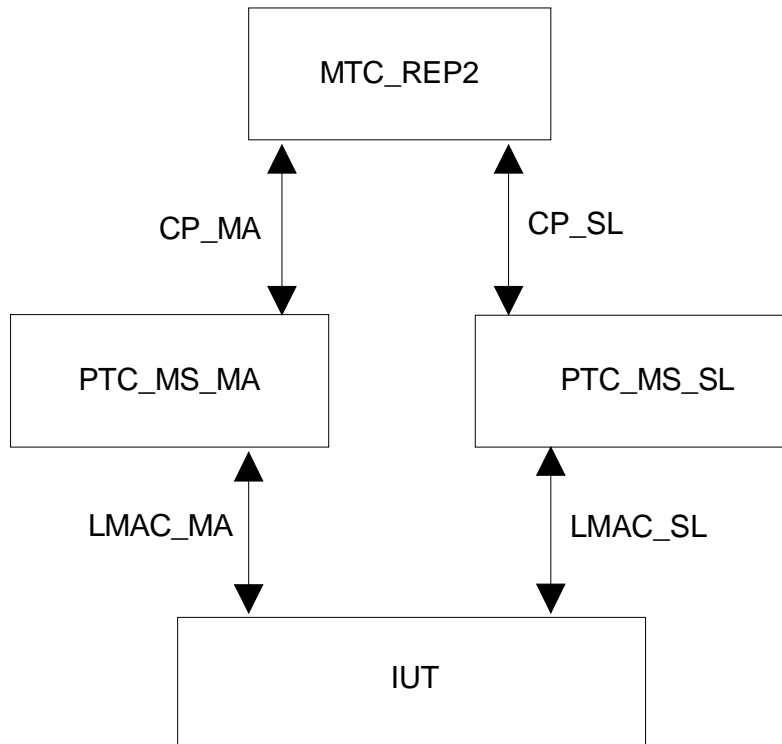 MTC_REP2
CP_MA
CP_SL
PTC_MS_MA
PTC_MS_SL
LMAC_MA
LMAC_SL
IUT